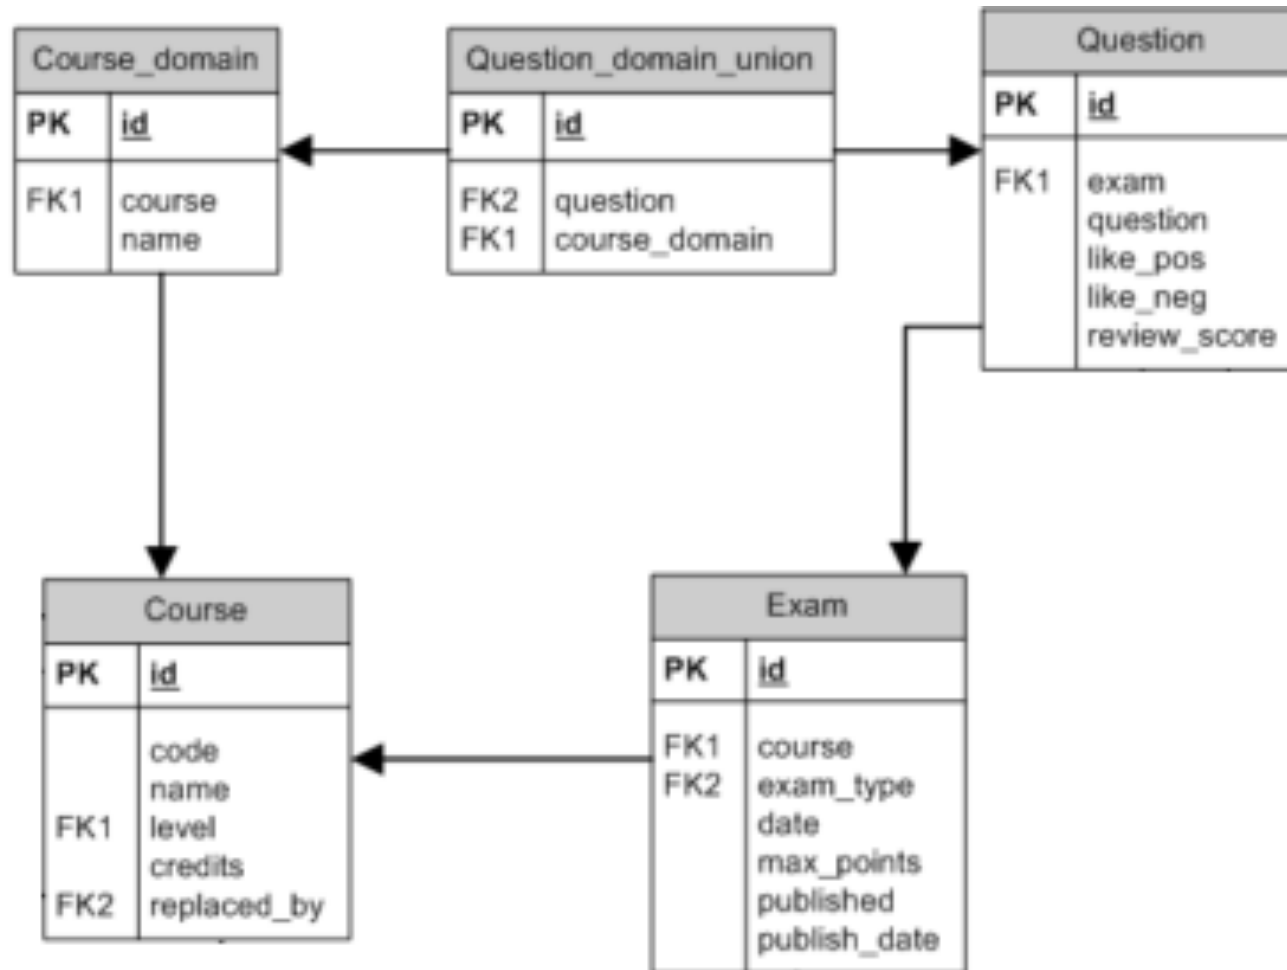 Course_domain
PK id
FK1 course
name
Question_domain_union
PK id
FK2 question
FK1 course_domain
Question
PK id
FK1 exam
question
like_pos
like_neg
review_score
Course
PK id
code
name
FK1 level
credits
FK2 replaced_by
Exam
PK id
FK1 course
FK2 exam_type
date
max_points
published
publish_date